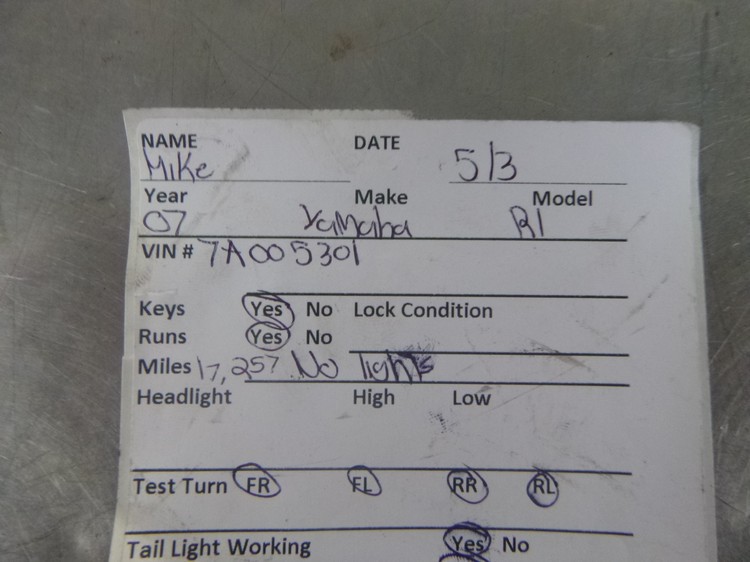 NAME DATE
Mike 5/3
Year Make Model
07 Yamaha R1
VIN # 7A005301
Keys Yes No Lock Condition
Runs Yes No
Miles 17,257 No lights
Headlight High Low
Test Turn FR FL RR RL
Tail Light Working Yes No